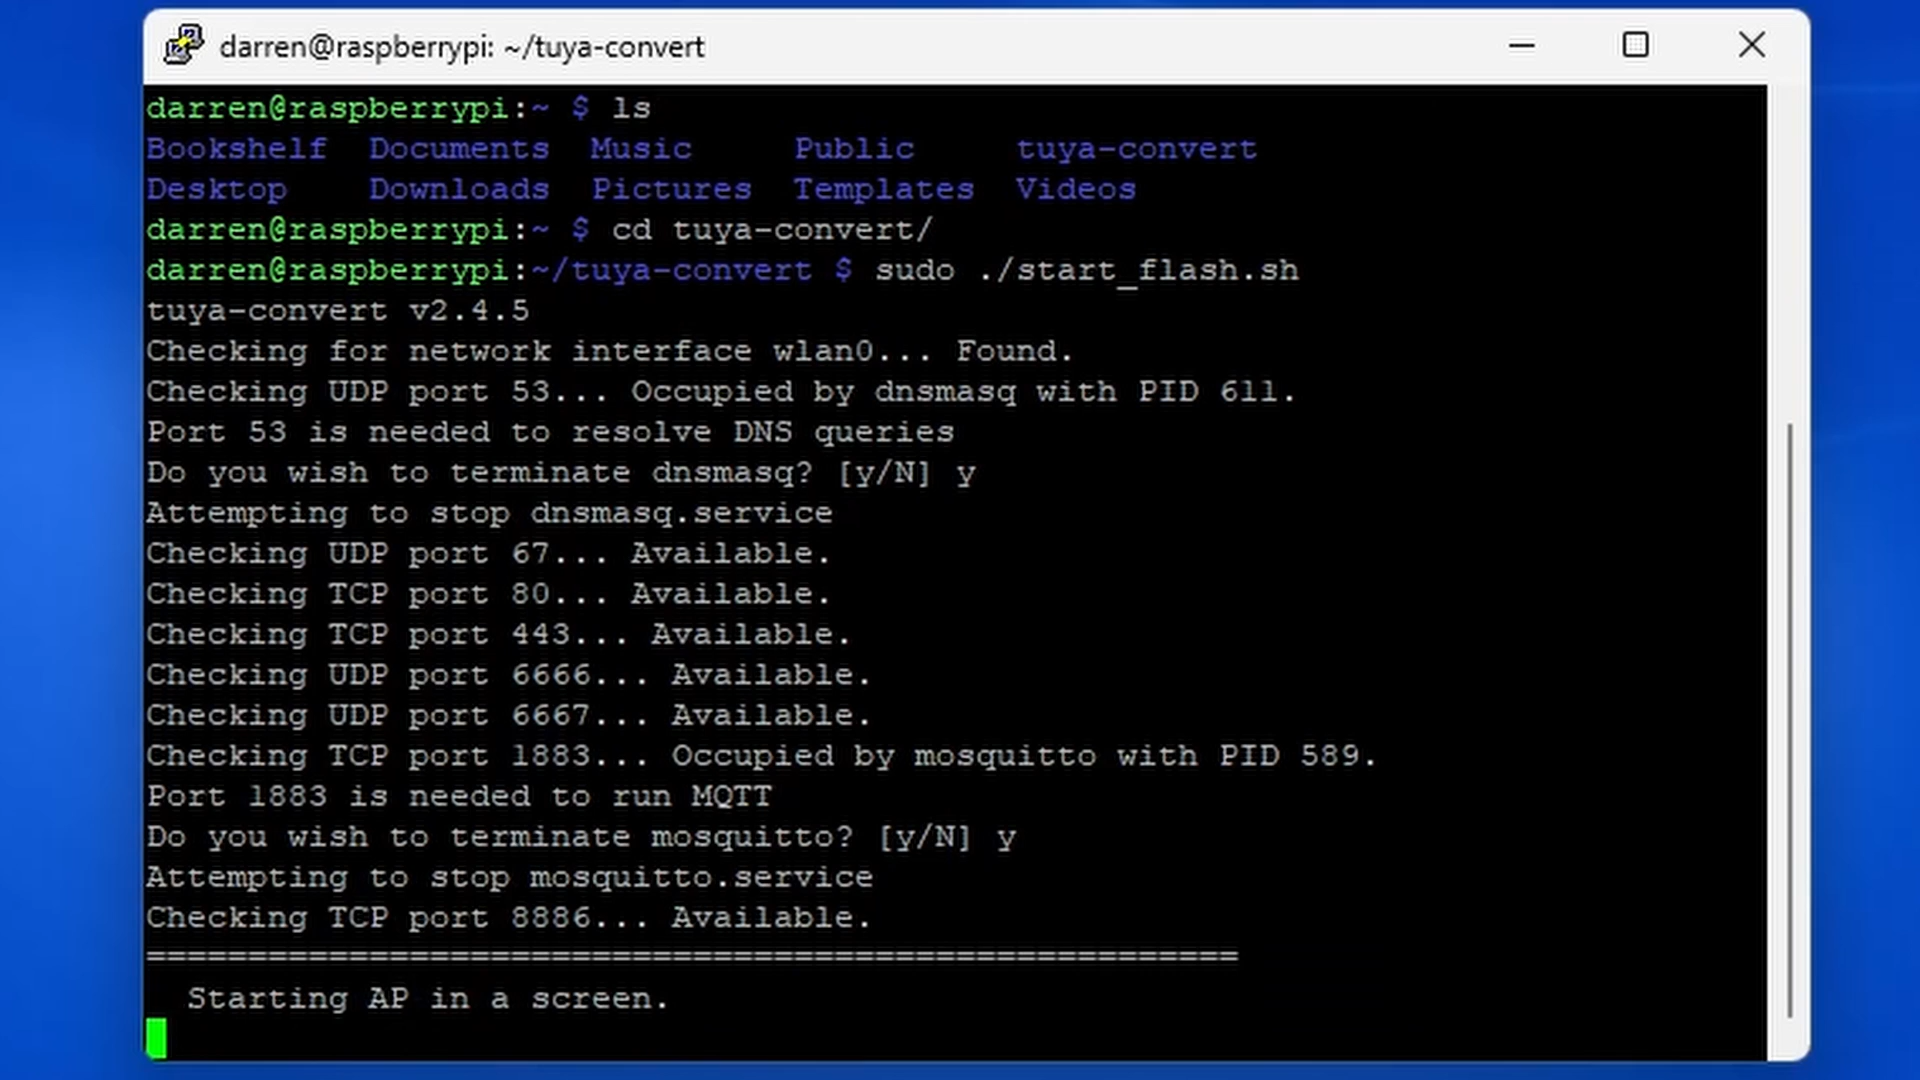 darren@raspberrypi: ~/tuya-convert
darren@raspberrypi:~ $ ls
Bookshelf  Documents  Music     Public     tuya-convert
Desktop    Downloads  Pictures  Templates  Videos
darren@raspberrypi:~ $ cd tuya-convert/
darren@raspberrypi:~/tuya-convert $ sudo ./start_flash.sh
tuya-convert v2.4.5
Checking for network interface wlan0... Found.
Checking UDP port 53... Occupied by dnsmasq with PID 611.
Port 53 is needed to resolve DNS queries
Do you wish to terminate dnsmasq? [y/N] y
Attempting to stop dnsmasq.service
Checking UDP port 67... Available.
Checking TCP port 80... Available.
Checking TCP port 443... Available.
Checking UDP port 6666... Available.
Checking UDP port 6667... Available.
Checking TCP port 1883... Occupied by mosquitto with PID 589.
Port 1883 is needed to run MQTT
Do you wish to terminate mosquitto? [y/N] y
Attempting to stop mosquitto.service
Checking TCP port 8886... Available.
======================================================
  Starting AP in a screen.